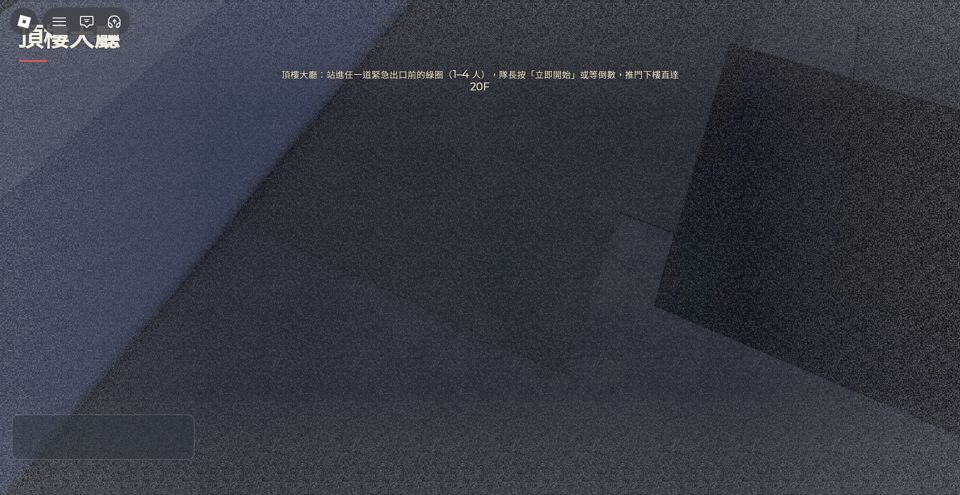 頂樓大廳
頂樓大廳：站進任一道緊急出口前的綠圈（1–4 人），隊長按「立即開始」或等倒數，推門下樓直達
20F